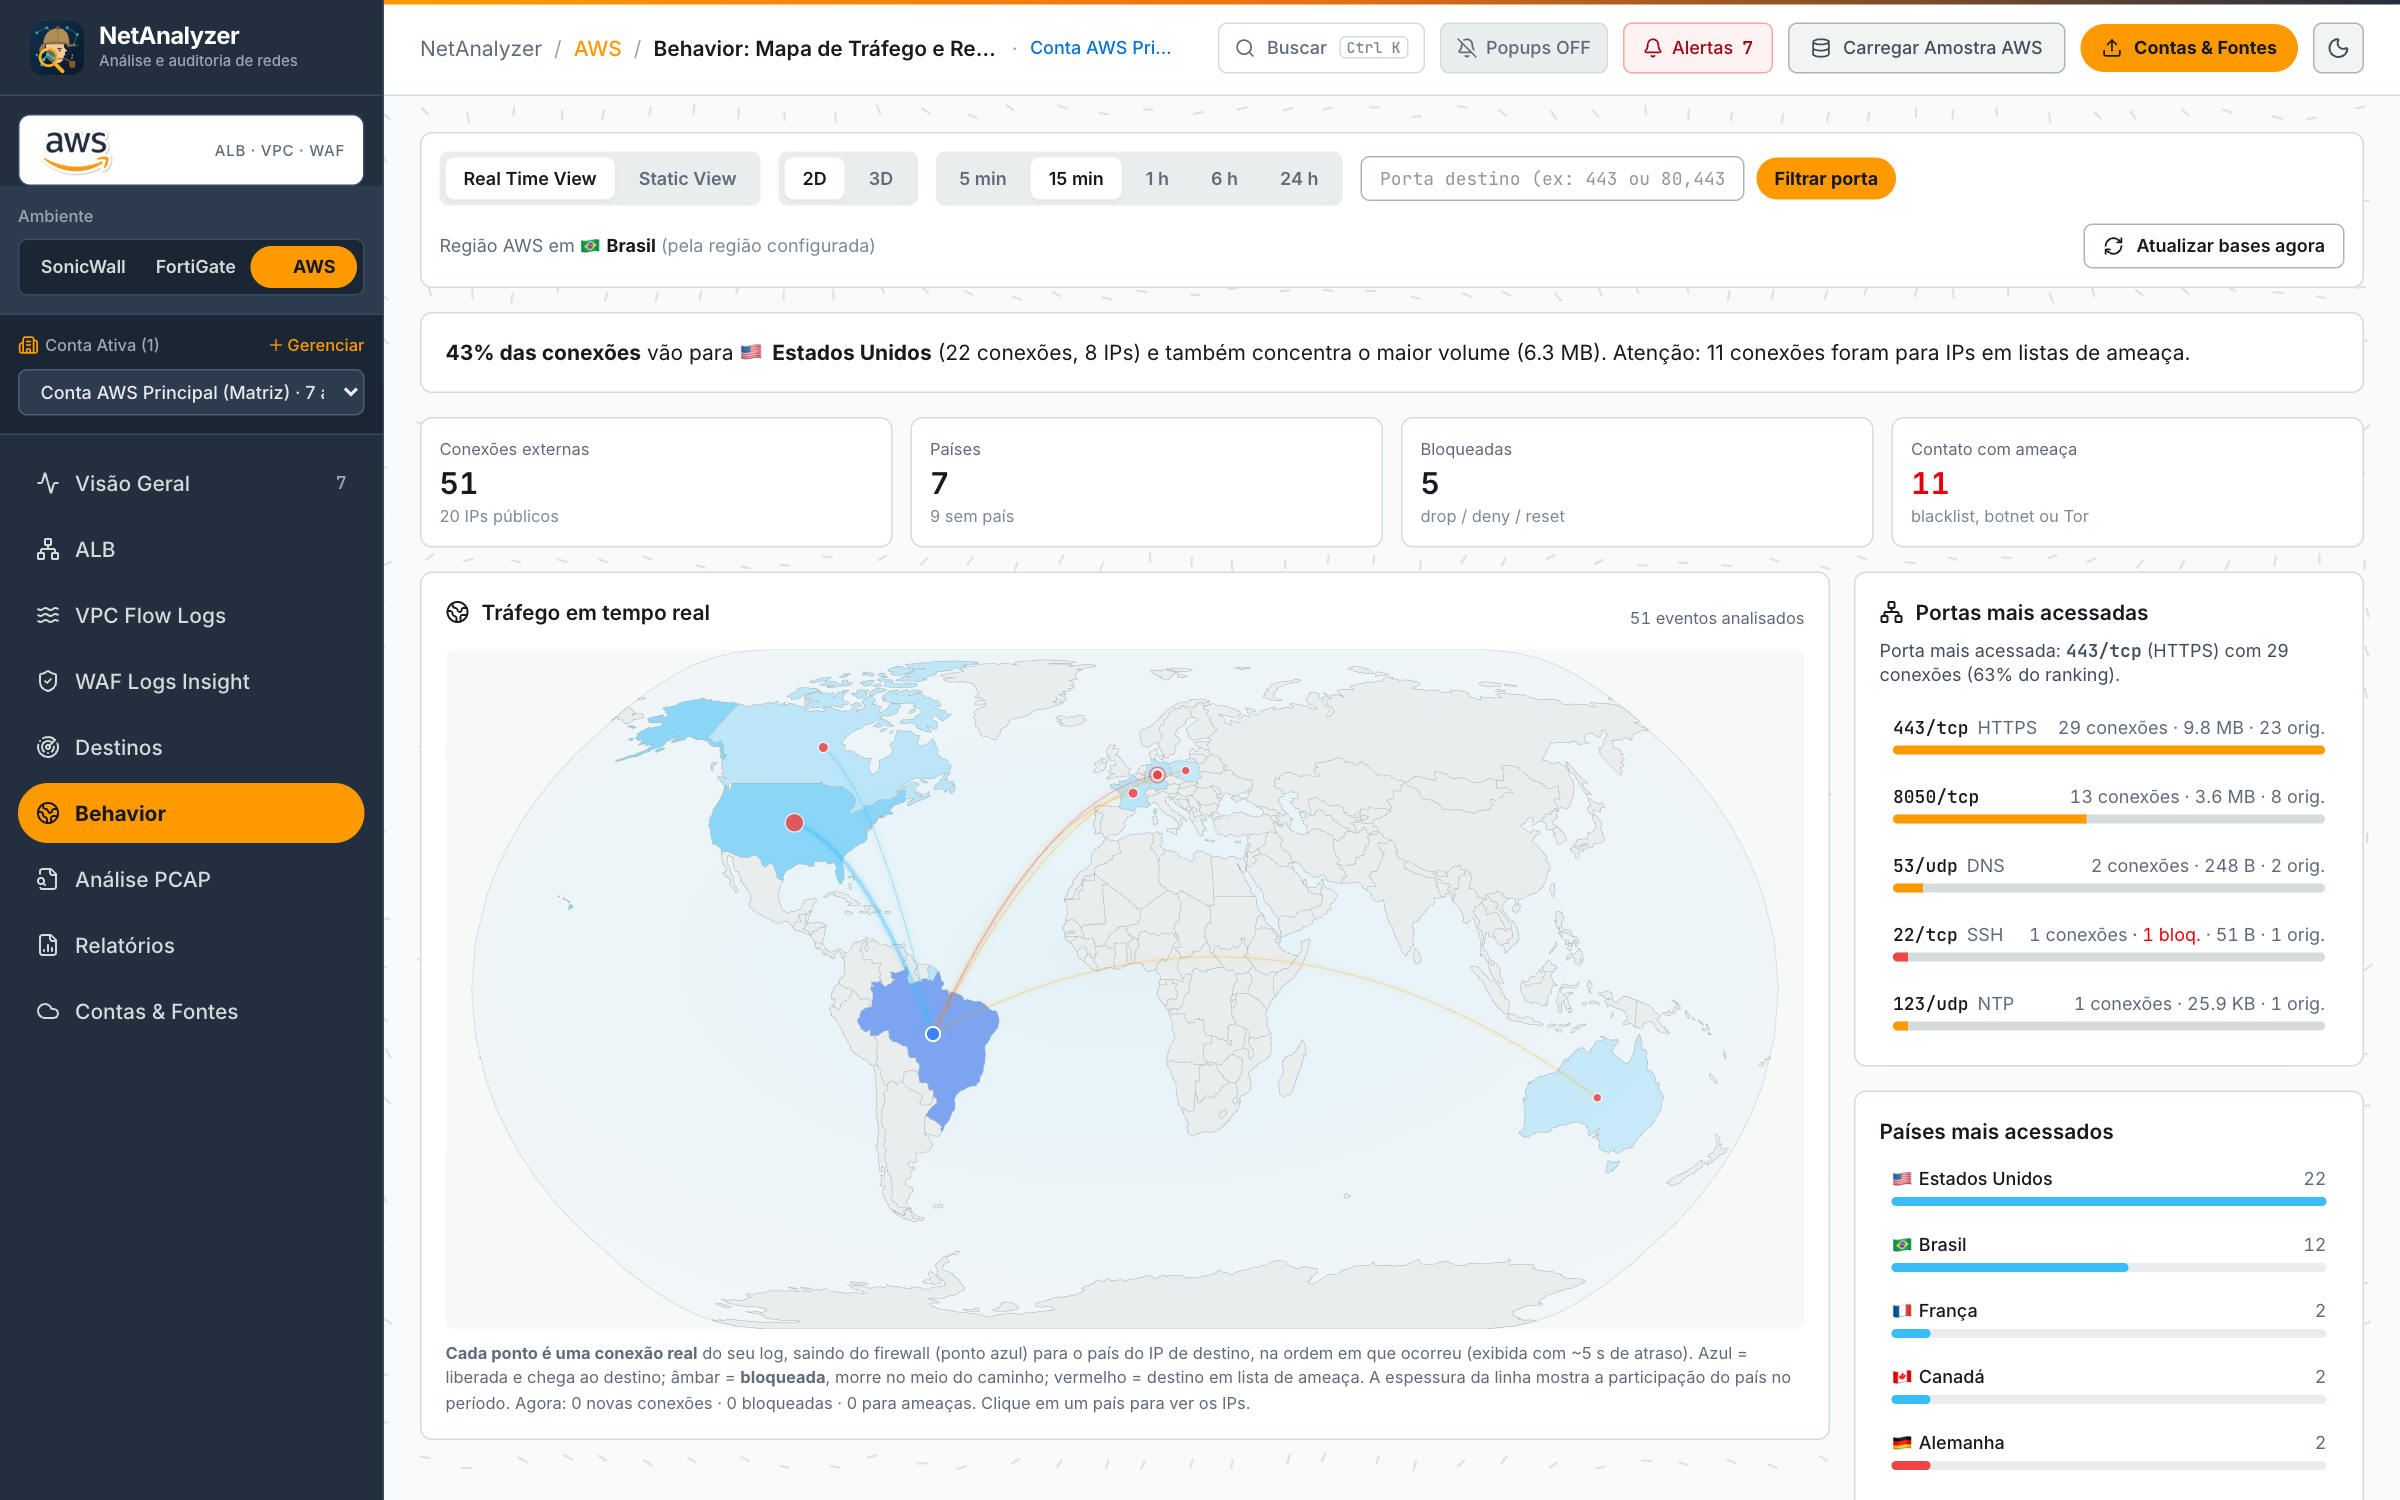 NetAnalyzer
Análise e auditoria de redes
aws
ALB · VPC · WAF
Ambiente
SonicWall FortiGate AWS
Conta Ativa (1) + Gerenciar
Conta AWS Principal (Matriz) · 7
Visão Geral 7
ALB
VPC Flow Logs
WAF Logs Insight
Destinos
Behavior
Análise PCAP
Relatórios
Contas & Fontes
NetAnalyzer / AWS / Behavior: Mapa de Tráfego e Re... · Conta AWS Pri...
Buscar Ctrl K
Popups OFF
Alertas 7
Carregar Amostra AWS
Contas & Fontes
Real Time View Static View
2D 3D
5 min 15 min 1 h 6 h 24 h
Porta destino (ex: 443 ou 80,443
Filtrar porta
Região AWS em Brasil (pela região configurada)
Atualizar bases agora
43% das conexões vão para Estados Unidos (22 conexões, 8 IPs) e também concentra o maior volume (6.3 MB). Atenção: 11 conexões foram para IPs em listas de ameaça.
Conexões externas
51
20 IPs públicos
Países
7
9 sem país
Bloqueadas
5
drop / deny / reset
Contato com ameaça
11
blacklist, botnet ou Tor
Tráfego em tempo real
51 eventos analisados
Cada ponto é uma conexão real do seu log, saindo do firewall (ponto azul) para o país do IP de destino, na ordem em que ocorreu (exibida com ~5 s de atraso). Azul =
liberada e chega ao destino; âmbar = bloqueada, morre no meio do caminho; vermelho = destino em lista de ameaça. A espessura da linha mostra a participação do país no
período. Agora: 0 novas conexões · 0 bloqueadas · 0 para ameaças. Clique em um país para ver os IPs.
Portas mais acessadas
Porta mais acessada: 443/tcp (HTTPS) com 29
conexões (63% do ranking).
443/tcp HTTPS 29 conexões · 9.8 MB · 23 orig.
8050/tcp 13 conexões · 3.6 MB · 8 orig.
53/udp DNS 2 conexões · 248 B · 2 orig.
22/tcp SSH 1 conexões · 1 bloq. · 51 B · 1 orig.
123/udp NTP 1 conexões · 25.9 KB · 1 orig.
Países mais acessados
Estados Unidos 22
Brasil 12
França 2
Canadá 2
Alemanha 2